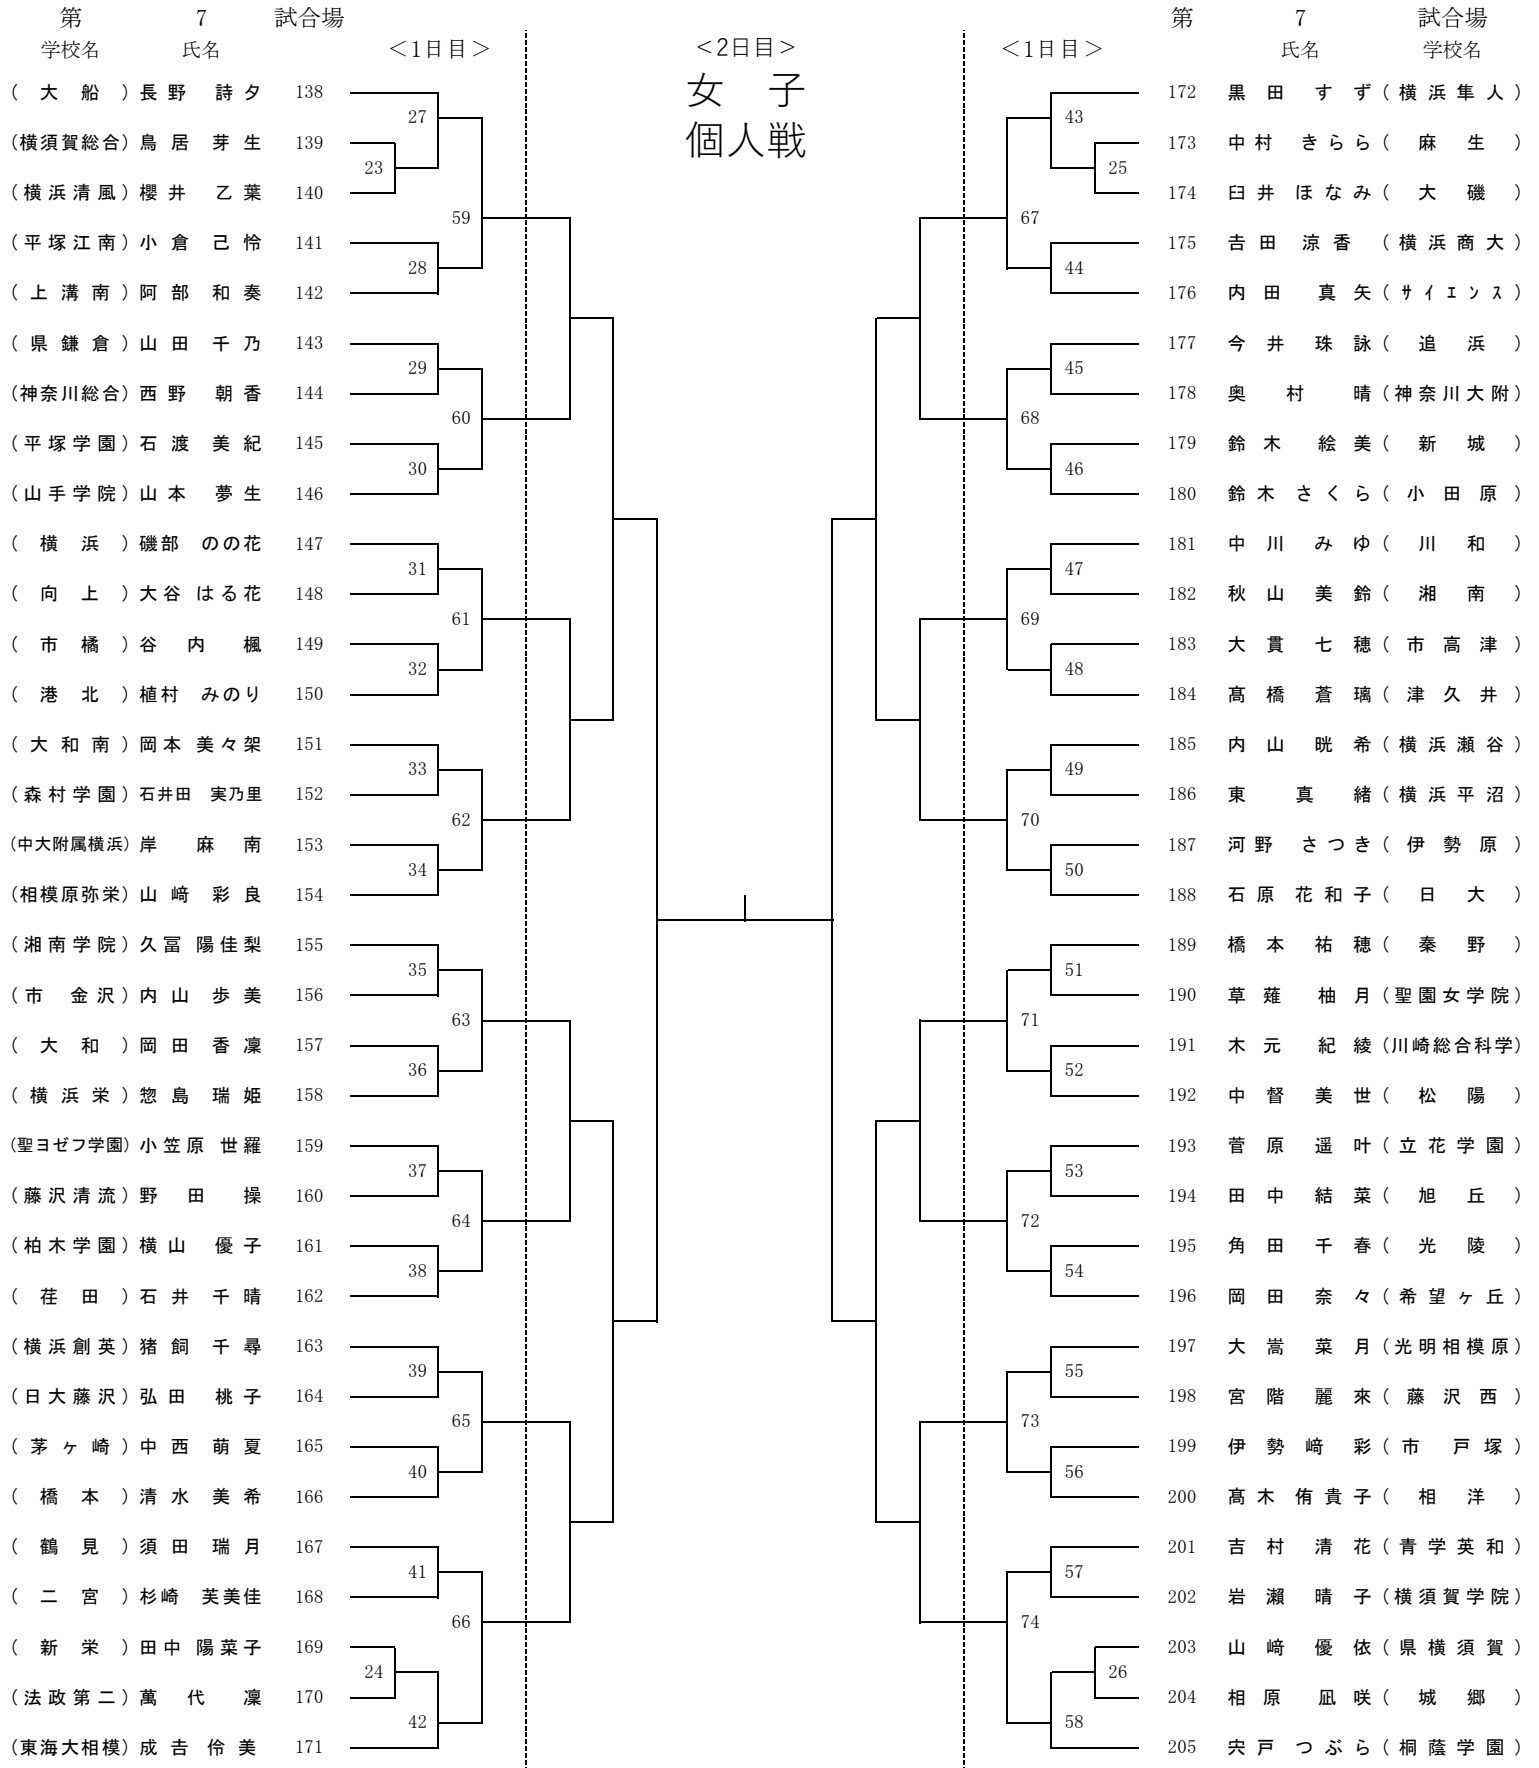 第 7 試合場 第 7 試合場
学校名 氏名 ＜1日目＞ ＜2日目＞ ＜1日目＞ 氏名 学校名
女 子
個人戦
(大船) 長野 詩夕 138 172 黒田 すず (横浜隼人)
27 43
(横須賀総合) 鳥居 芽生 139 173 中村 きらら (麻生)
23 25
(横浜清風) 櫻井 乙葉 140 174 臼井 ほなみ (大磯)
59 67
(平塚江南) 小倉 己怜 141 175 吉田 涼香 (横浜商大)
28 44
(上溝南) 阿部 和奏 142 176 内田 真矢 (サイエンス)
(県鎌倉) 山田 千乃 143 177 今井 珠詠 (追浜)
29 45
(神奈川総合) 西野 朝香 144 178 奥村 晴 (神奈川大附)
60 68
(平塚学園) 石渡 美紀 145 179 鈴木 絵美 (新城)
30 46
(山手学院) 山本 夢生 146 180 鈴木 さくら (小田原)
(横浜) 磯部 のの花 147 181 中川 みゆ (川和)
31 47
(向上) 大谷 はる花 148 182 秋山 美鈴 (湘南)
61 69
(市橘) 谷内 楓 149 183 大貫 七穂 (市高津)
32 48
(港北) 植村 みのり 150 184 髙橋 蒼璃 (津久井)
(大和南) 岡本 美々架 151 185 内山 晄希 (横浜瀬谷)
33 49
(森村学園) 石井田 実乃里 152 186 東 真緒 (横浜平沼)
62 70
(中大附属横浜) 岸 麻南 153 187 河野 さつき (伊勢原)
34 50
(相模原弥栄) 山﨑 彩良 154 188 石原 花和子 (日大)
(湘南学院) 久冨 陽佳梨 155 189 橋本 祐穂 (秦野)
35 51
(市 金沢) 内山 歩美 156 190 草薙 柚月 (聖園女学院)
63 71
(大和) 岡田 香凜 157 191 木元 紀綾 (川崎総合科学)
36 52
(横浜栄) 惣島 瑞姫 158 192 中督 美世 (松陽)
(聖ヨゼフ学園) 小笠原 世羅 159 193 菅原 遥叶 (立花学園)
37 53
(藤沢清流) 野田 操 160 194 田中 結菜 (旭丘)
64 72
(柏木学園) 横山 優子 161 195 角田 千春 (光陵)
38 54
(荏田) 石井 千晴 162 196 岡田 奈々 (希望ヶ丘)
(横浜創英) 猪飼 千尋 163 197 大嵩 菜月 (光明相模原)
39 55
(日大藤沢) 弘田 桃子 164 198 宮階 麗來 (藤沢西)
65 73
(茅ヶ崎) 中西 萌夏 165 199 伊勢﨑 彩 (市 戸塚)
40 56
(橋本) 清水 美希 166 200 髙木 侑貴子 (相洋)
(鶴見) 須田 瑞月 167 201 吉村 清花 (青学英和)
41 57
(二宮) 杉崎 芙美佳 168 202 岩瀬 晴子 (横須賀学院)
66 74
(新栄) 田中 陽菜子 169 203 山﨑 優依 (県横須賀)
24 26
(法政第二) 萬代 凜 170 204 相原 凪咲 (城郷)
42 58
(東海大相模) 成吉 伶美 171 205 宍戸 つぶら (桐蔭学園)